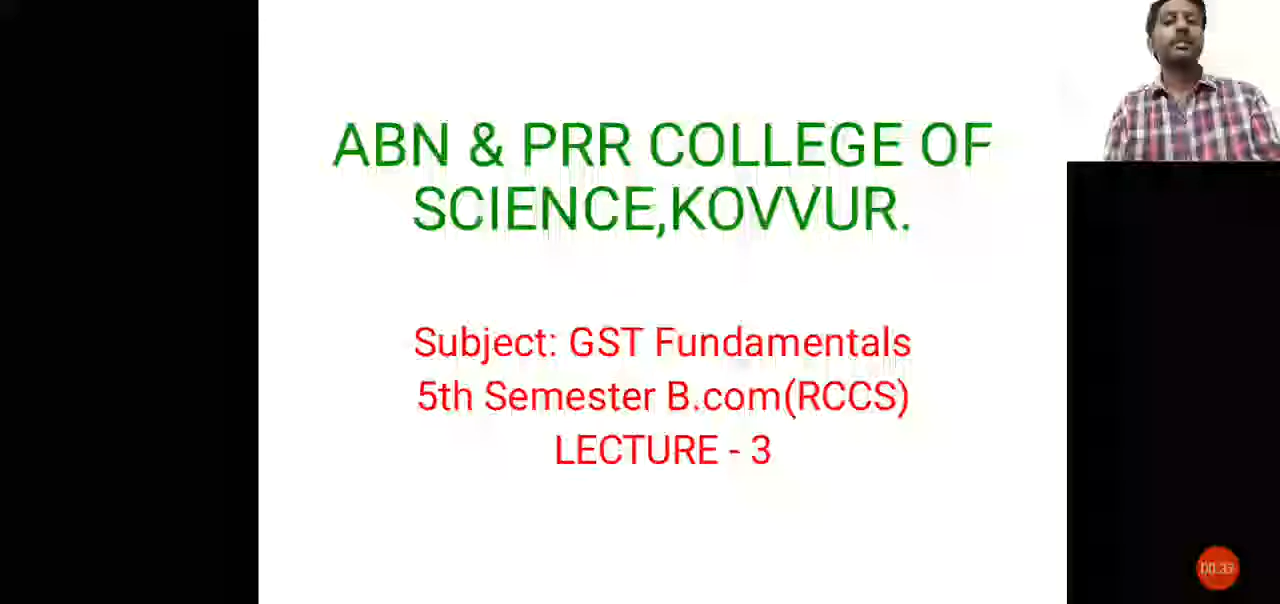 ABN & PRR COLLEGE OF
SCIENCE,KOVVUR.
Subject: GST Fundamentals
5th Semester B.com(RCCS)
LECTURE - 3